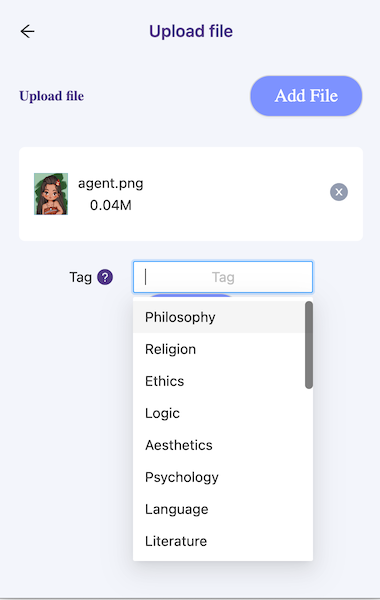 Upload file
Upload file
Add File
agent.png
0.04M
Tag ?
Tag
Philosophy
Religion
Ethics
Logic
Aesthetics
Psychology
Language
Literature